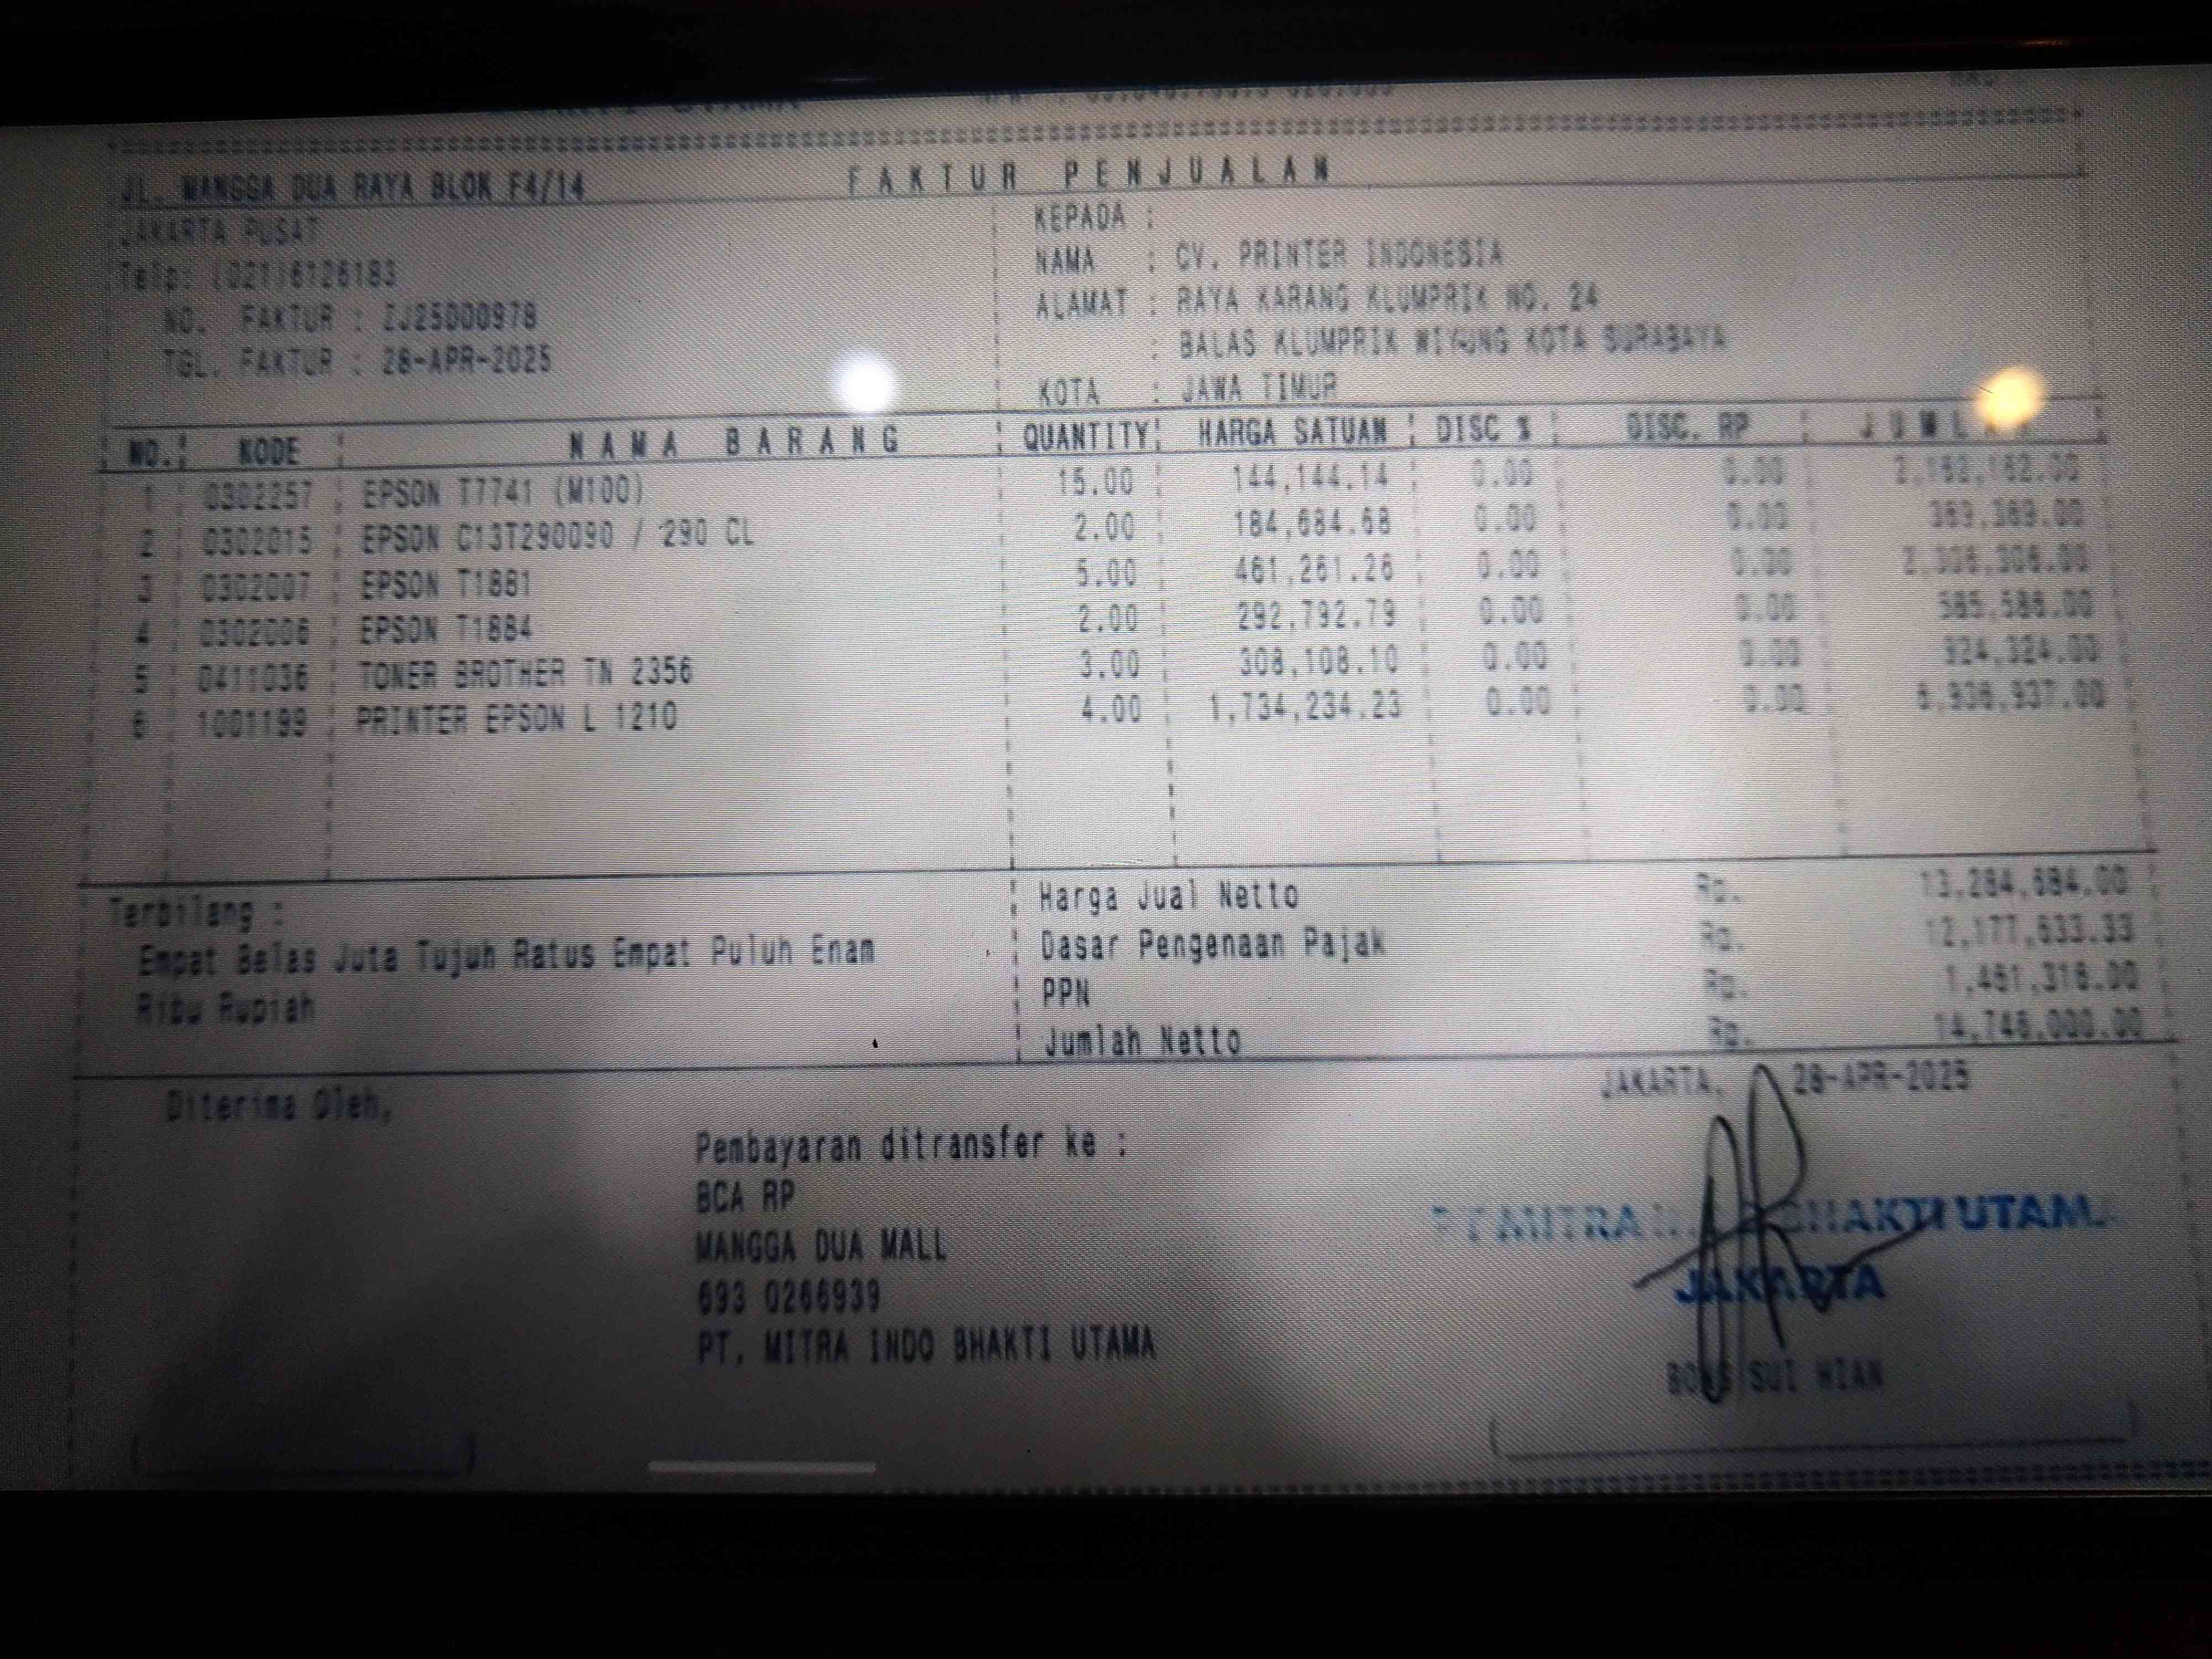 FAKTUR PENJUALAN
JL. MANGGA DUA RAYA BLOK F4/14
JAKARTA PUSAT
Telp: (021)6126183
NO. FAKTUR : ZJ25000978
TGL. FAKTUR : 28-APR-2025
KEPADA :
NAMA : CV. PRINTER INDONESIA
ALAMAT : RAYA KARANG KLUMPRIK NO. 24
: BALAS KLUMPRIK WIYUNG KOTA SURABAYA
KOTA : JAWA TIMUR
NO. KODE NAMA BARANG QUANTITY HARGA SATUAN DISC % DISC. RP
1 0302257 EPSON T7741 (M100) 15.00 144,144.14 0.00 0.00 2,162,162.00
2 0302015 EPSON C13T290090 / 290 CL 2.00 184,684.68 0.00 0.00 369,369.00
3 0302007 EPSON T1881 5.00 461,261.26 0.00 0.00 2,306,306.00
4 0302006 EPSON T1884 2.00 292,792.79 0.00 0.00 585,586.00
5 0411036 TONER BROTHER TN 2356 3.00 308,108.10 0.00 0.00 924,324.00
6 1001199 PRINTER EPSON L 1210 4.00 1,734,234.23 0.00 0.00 6,936,937.00
Terbilang :
Empat Belas Juta Tujuh Ratus Empat Puluh Enam
Ribu Rupiah
Harga Jual Netto Rp. 13,284,684.00
Dasar Pengenaan Pajak Rp. 12,177,633.33
PPN Rp. 1,461,316.00
Jumlah Netto Rp. 14,746,000.00
Diterima Oleh,
JAKARTA, 28-APR-2025
Pembayaran ditransfer ke :
BCA RP
MANGGA DUA MALL
693 0266939
PT. MITRA INDO BHAKTI UTAMA
PT MITRA BHAKTI UTAMA
JAKARTA
SUI HIAN